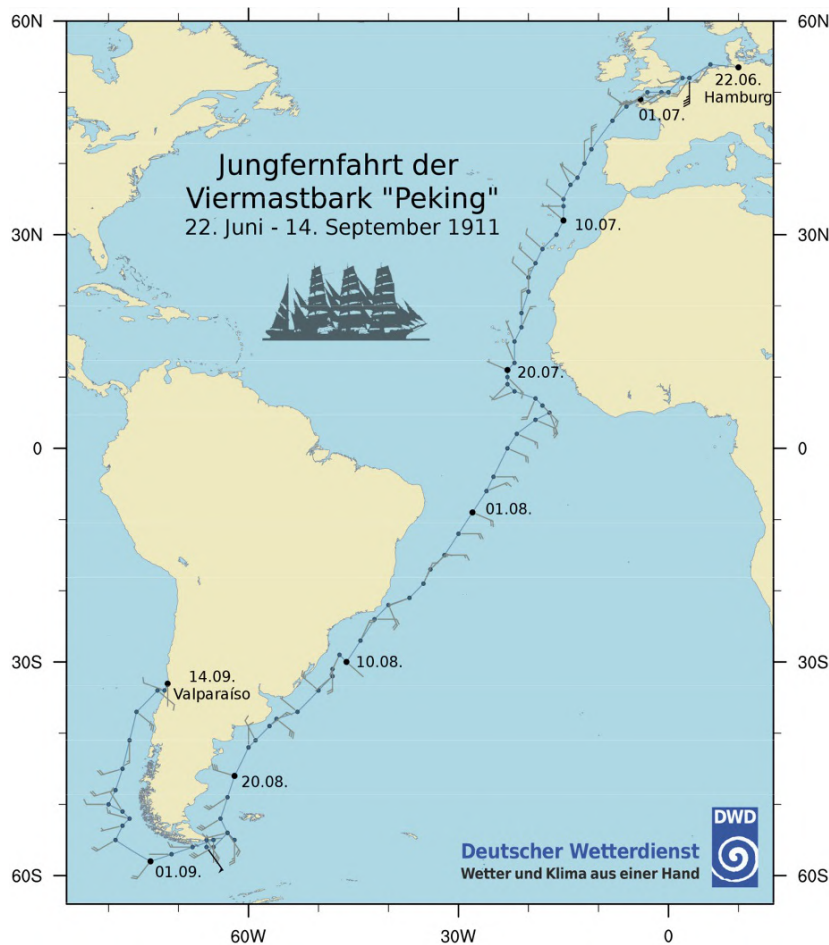 60N
60N
22.06.
Hamburg
01.07.
Jungfernfahrt der
Viermastbark "Peking"
22. Juni - 14. September 1911
30N
10.07.
30N
20.07.
0
0
01.08.
30S
14.09.
Valparaíso
10.08.
30S
20.08.
DWD
Deutscher Wetterdienst
Wetter und Klima aus einer Hand
60S
01.09.
60S
60W
30W
0